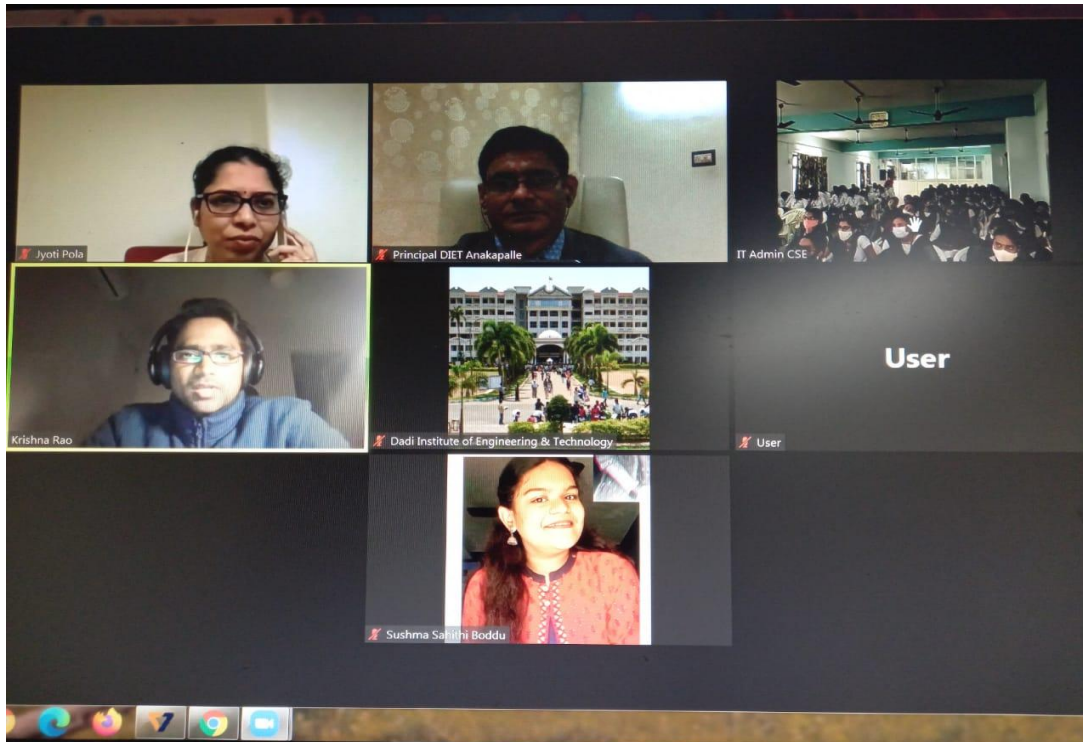 Jyoti Pola
Principal DIET Anakapalle
IT Admin CSE
Krishna Rao
Dadi Institute of Engineering & Technology
User
User
Sushma Sahithi Boddu